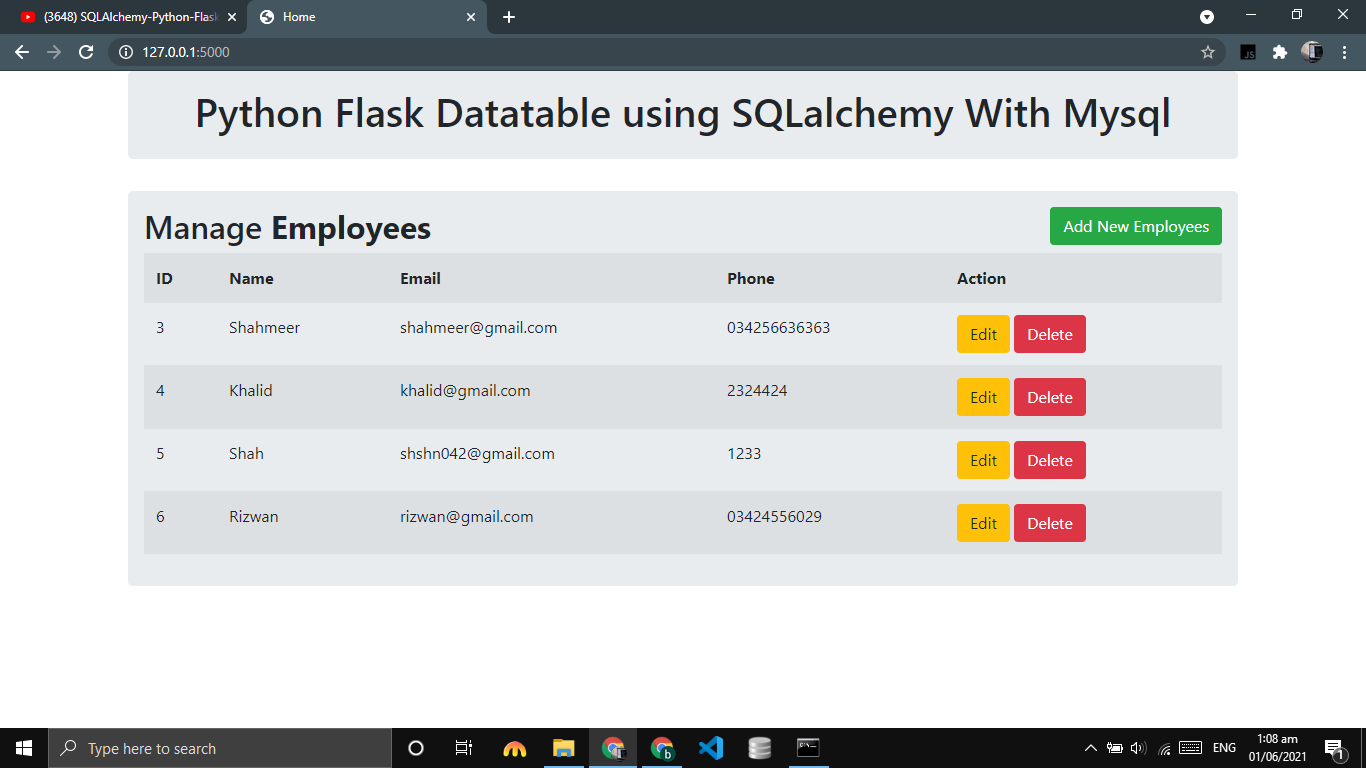 (3648) SQLAlchemy-Python-Flask
Home
127.0.0.1:5000
JS
Python Flask Datatable using SQLalchemy With Mysql
Manage Employees
Add New Employees
ID Name Email Phone Action
3 Shahmeer shahmeer@gmail.com 034256636363 Edit Delete
4 Khalid khalid@gmail.com 2324424 Edit Delete
5 Shah shshn042@gmail.com 1233 Edit Delete
6 Rizwan rizwan@gmail.com 03424556029 Edit Delete
Type here to search
b
ENG
1:08 am
01/06/2021
1